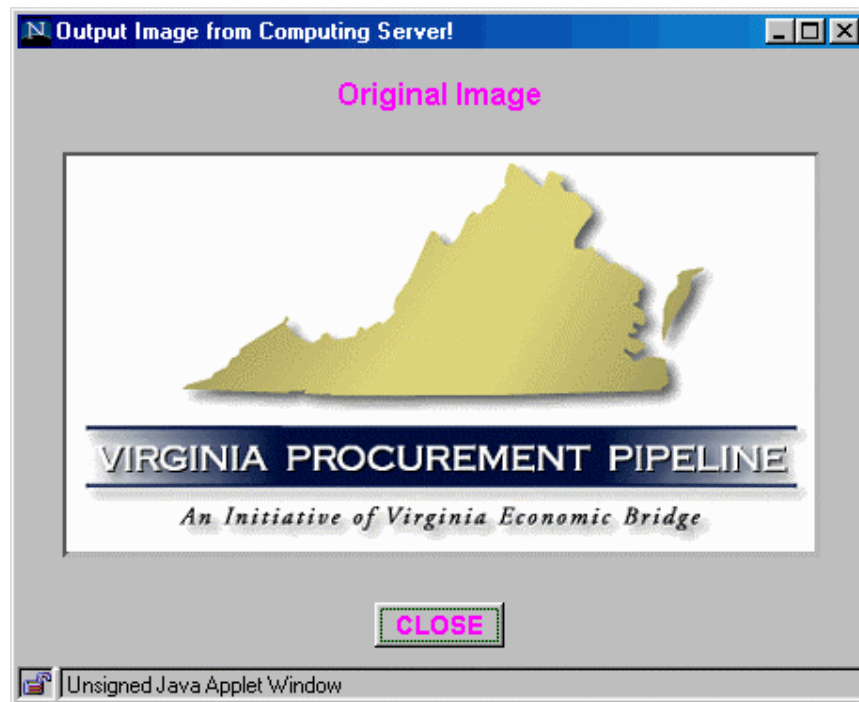 Output Image from Computing Server!
Original Image
VIRGINIA PROCUREMENT PIPELINE
An Initiative of Virginia Economic Bridge
CLOSE
Unsigned Java Applet Window